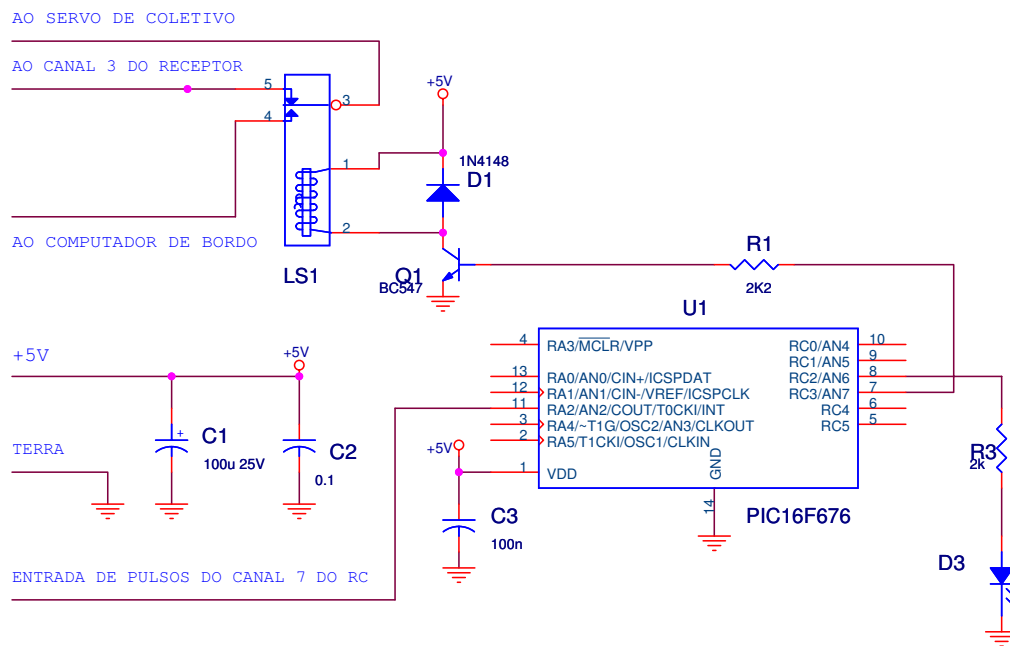 AO SERVO DE COLETIVO
AO CANAL 3 DO RECEPTOR
5
3
4
1
2
AO COMPUTADOR DE BORDO
LS1
+5V
1N4148
D1
Q1
BC547
R1
2K2
U1
4
RA3/MCLR/VPP
13
RA0/AN0/CIN+/ICSPDAT
12
RA1/AN1/CIN-/VREF/ICSPCLK
11
RA2/AN2/COUT/T0CKI/INT
3
RA4/~T1G/OSC2/AN3/CLKOUT
2
RA5/T1CKI/OSC1/CLKIN
1
VDD
GND
14
RC0/AN4
10
RC1/AN5
9
RC2/AN6
8
RC3/AN7
7
RC4
6
RC5
5
PIC16F676
+5V
+5V
C1
100u 25V
+
C2
0.1
TERRA
+5V
C3
100n
R3
2k
D3
ENTRADA DE PULSOS DO CANAL 7 DO RC